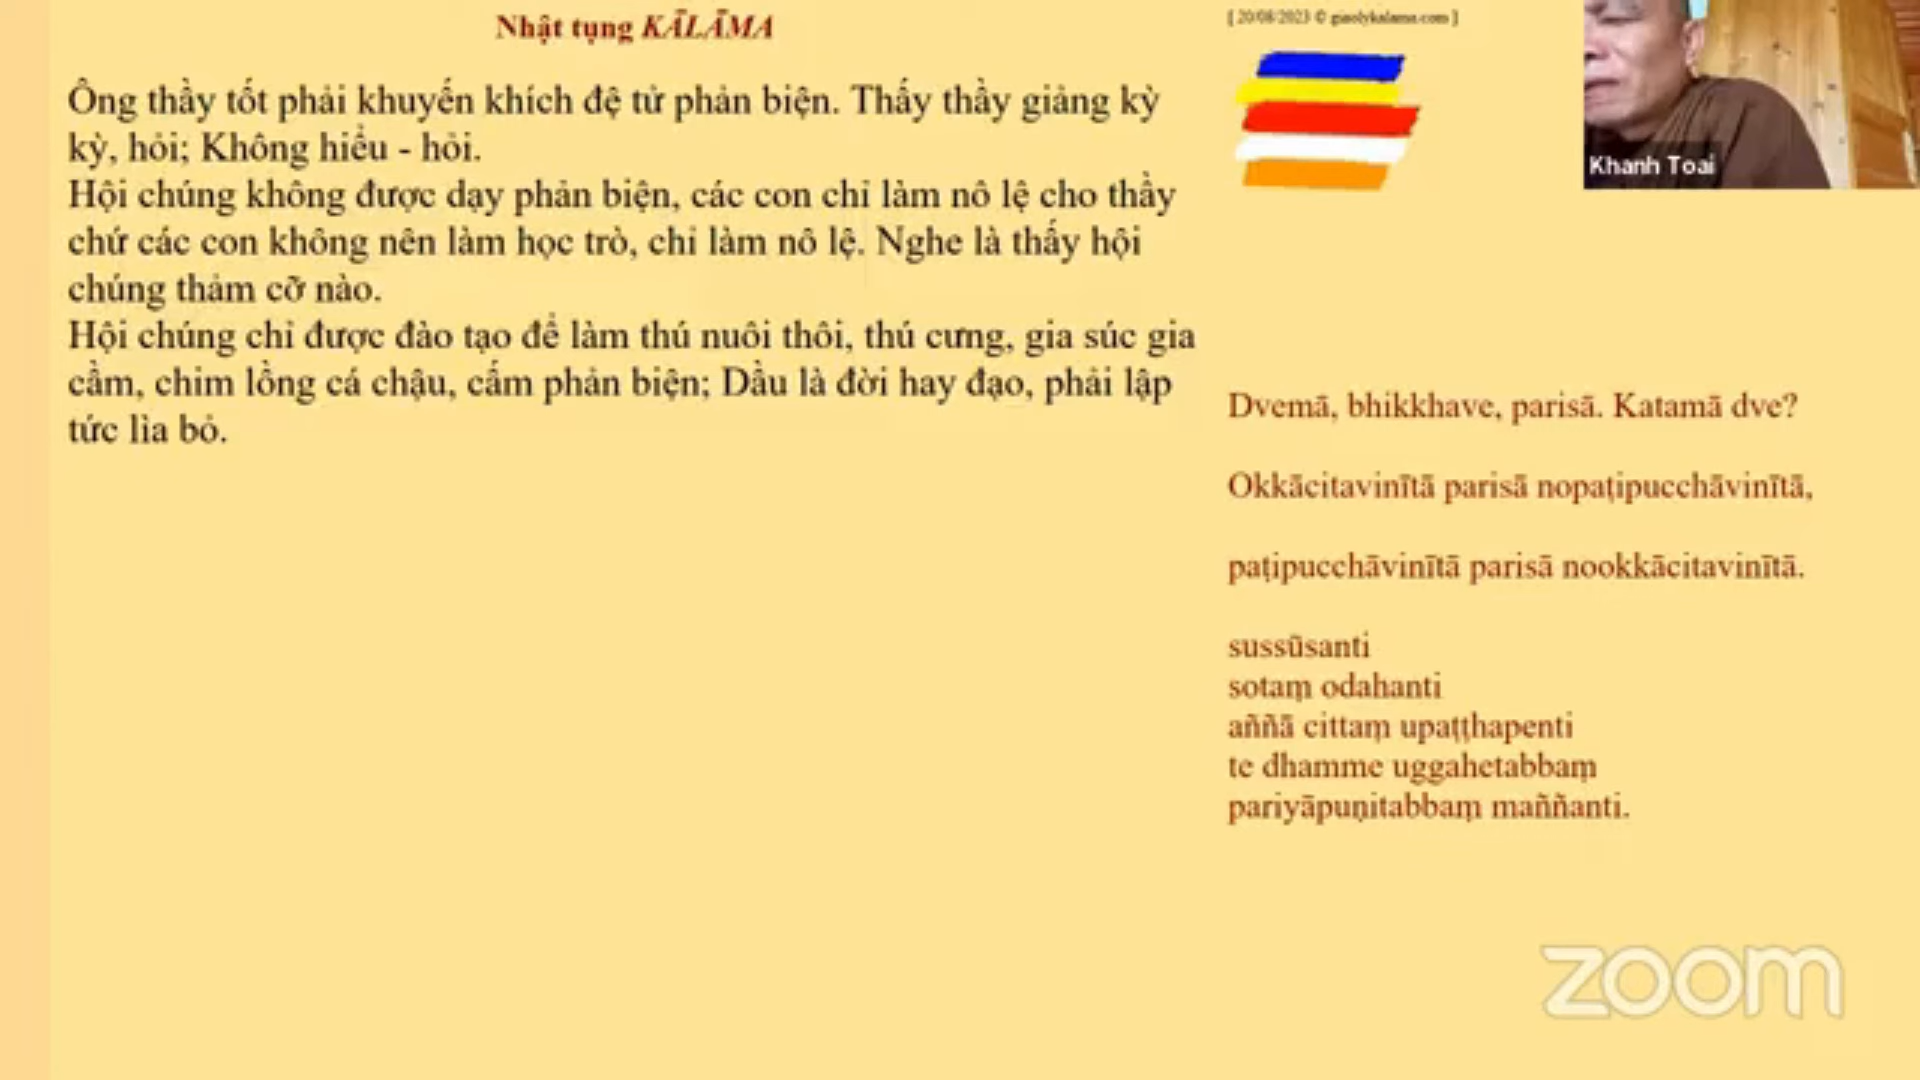 Nhật tụng KĀLĀMA
Ông thầy tốt phải khuyến khích đệ tử phản biện. Thấy thầy giảng kỳ
kỳ, hỏi; Không hiểu - hỏi.
Hội chúng không được dạy phản biện, các con chỉ làm nô lệ cho thầy
chứ các con không nên làm học trò, chỉ làm nô lệ. Nghe là thấy hội
chúng thảm cỡ nào.
Hội chúng chỉ được đào tạo để làm thú nuôi thôi, thú cưng, gia súc gia
cầm, chim lồng cá chậu, cấm phản biện; Dầu là đời hay đạo, phải lập
tức lìa bỏ.
[ 20/08/2023 © giaolykalama.com ]
Khanh Toai
Dvemā, bhikkhave, parisā. Katamā dve?
Okkācitavinītā parisā nopaṭipucchāvinītā,
paṭipucchāvinītā parisā nookkācitavinītā.
sussūsanti
sotaṃ odahanti
aññā cittaṃ upaṭṭhapenti
te dhamme uggahetabbaṃ
pariyāpuṇitabbaṃ maññanti.
zoom